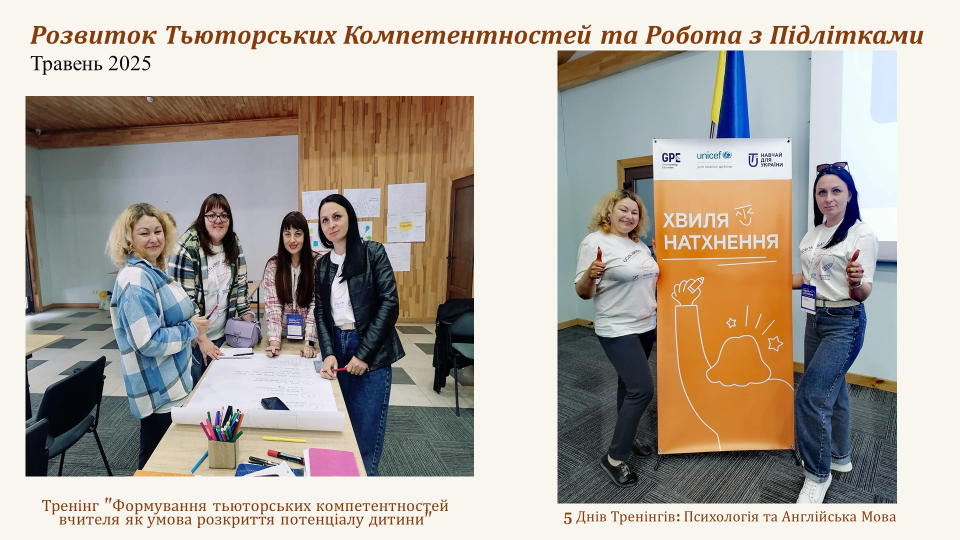 Розвиток Тьюторських Компетентностей та Робота з Підлітками
Травень 2025
GPE
unicef
НАВЧАЙ
ДЛЯ
УКРАЇНИ
ХВИЛЯ
НАТХНЕННЯ
Тренінг "Формування тьюторських компетентностей
вчителя як умова розкриття потенціалу дитини"
5 Днів Тренінгів: Психологія та Англійська Мова